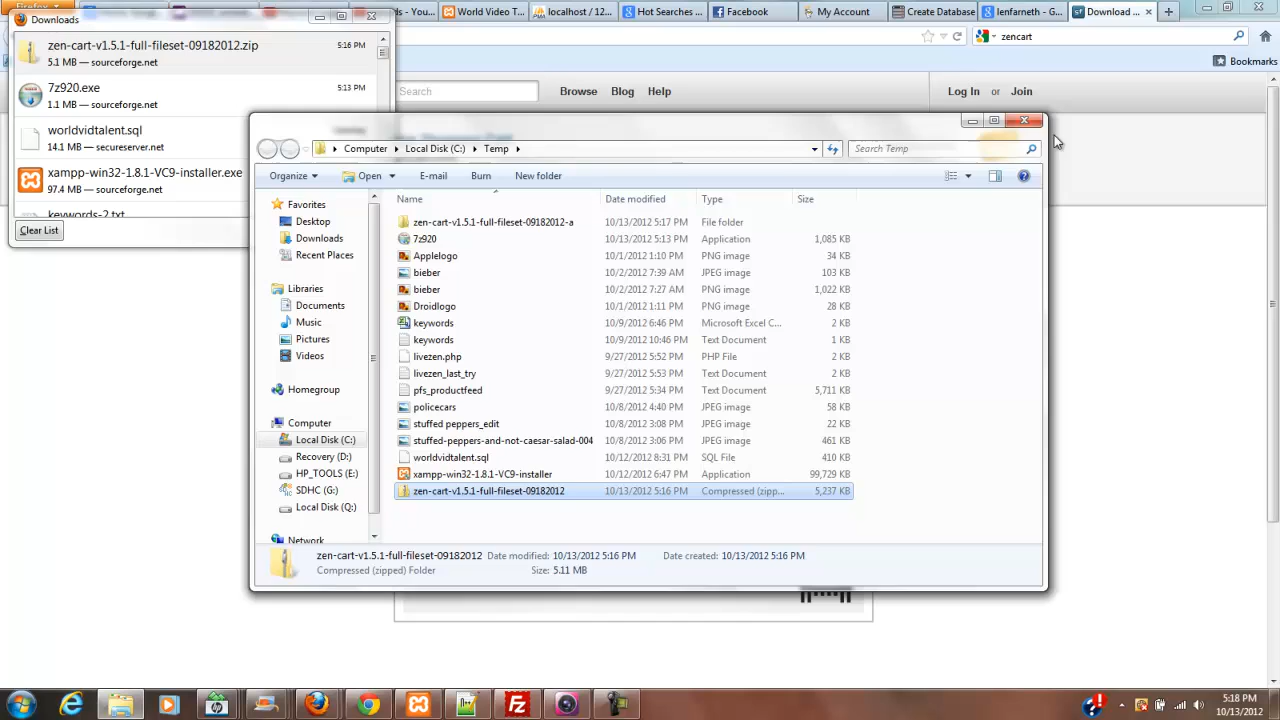 Firefox
Downloads
ds - You...
World Video T...
localhost / 12...
Hot Searches ...
Facebook
My Account
Create Database
lenfarneth - G...
Download ...
zencart
Bookmarks
zen-cart-v1.5.1-full-fileset-09182012.zip
5:16 PM
5.1 MB — sourceforge.net
7z920.exe
5:13 PM
1.1 MB — sourceforge.net
worldvidtalent.sql
14.1 MB — secureserver.net
xampp-win32-1.8.1-VC9-installer.exe
97.4 MB — sourceforge.net
keywords-2.txt
Clear List
Search
Browse
Blog
Help
Log In or Join
Computer
Local Disk (C:)
Temp
Search Temp
Organize
Open
E-mail
Burn
New folder
Name
Date modified
Type
Size
Favorites
Desktop
Downloads
Recent Places
Libraries
Documents
Music
Pictures
Videos
Homegroup
Computer
Local Disk (C:)
Recovery (D:)
HP_TOOLS (E:)
SDHC (G:)
Local Disk (Q:)
Network
zen-cart-v1.5.1-full-fileset-09182012-a 10/13/2012 5:17 PM File folder
7z920 10/13/2012 5:13 PM Application 1,085 KB
Applelogo 10/1/2012 1:10 PM PNG image 34 KB
bieber 10/2/2012 7:39 AM JPEG image 103 KB
bieber 10/2/2012 7:27 AM PNG image 1,022 KB
Droidlogo 10/1/2012 1:11 PM PNG image 28 KB
keywords 10/9/2012 6:46 PM Microsoft Excel C... 2 KB
keywords 10/9/2012 10:46 PM Text Document 1 KB
livezen.php 9/27/2012 5:52 PM PHP File 2 KB
livezen_last_try 9/27/2012 5:53 PM Text Document 2 KB
pfs_productfeed 9/27/2012 5:34 PM Text Document 5,711 KB
policecars 10/8/2012 4:40 PM JPEG image 58 KB
stuffed peppers_edit 10/8/2012 3:08 PM JPEG image 22 KB
stuffed-peppers-and-not-caesar-salad-004 10/8/2012 3:06 PM JPEG image 461 KB
worldvidtalent.sql 10/12/2012 8:31 PM SQL File 410 KB
xampp-win32-1.8.1-VC9-installer 10/12/2012 6:47 PM Application 99,729 KB
zen-cart-v1.5.1-full-fileset-09182012 10/13/2012 5:16 PM Compressed (zipp... 5,237 KB
zen-cart-v1.5.1-full-fileset-09182012 Date modified: 10/13/2012 5:16 PM Date created: 10/13/2012 5:16 PM
Compressed (zipped) Folder Size: 5.11 MB
5:18 PM
10/13/2012